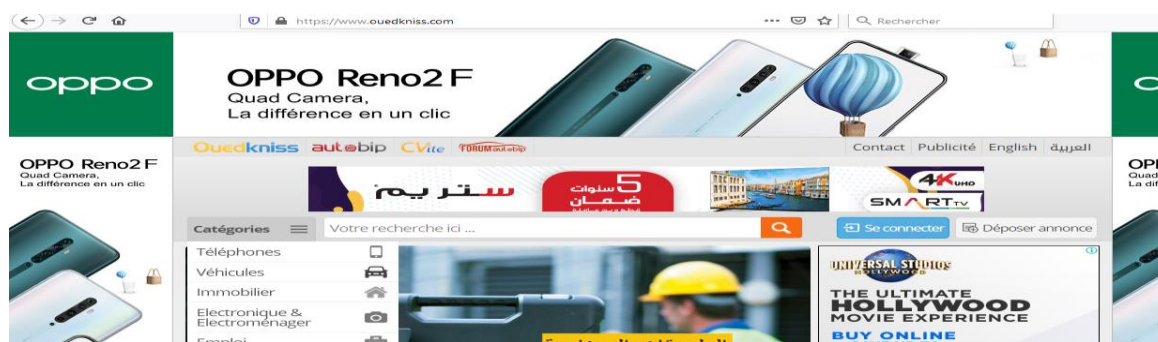 https://www.ouedkniss.com
Rechercher
oppo
OPPO Reno2 F
Quad Camera,
La différence en un clic
OPPO Reno2 F
Quad Camera,
La différence en un clic
Ouedkniss autobip CVite FORUM autobip
Contact Publicité English العربية
ستريم
5 سنوات
ضمان
4K UHD
SMART TV
Catégories
Votre recherche ici ...
Se connecter
Déposer annonce
Téléphones
Véhicules
Immobilier
Electronique &
Electroménager
Emploi
UNIVERSAL STUDIOS
HOLLYWOOD
THE ULTIMATE
HOLLYWOOD
MOVIE EXPERIENCE
BUY ONLINE